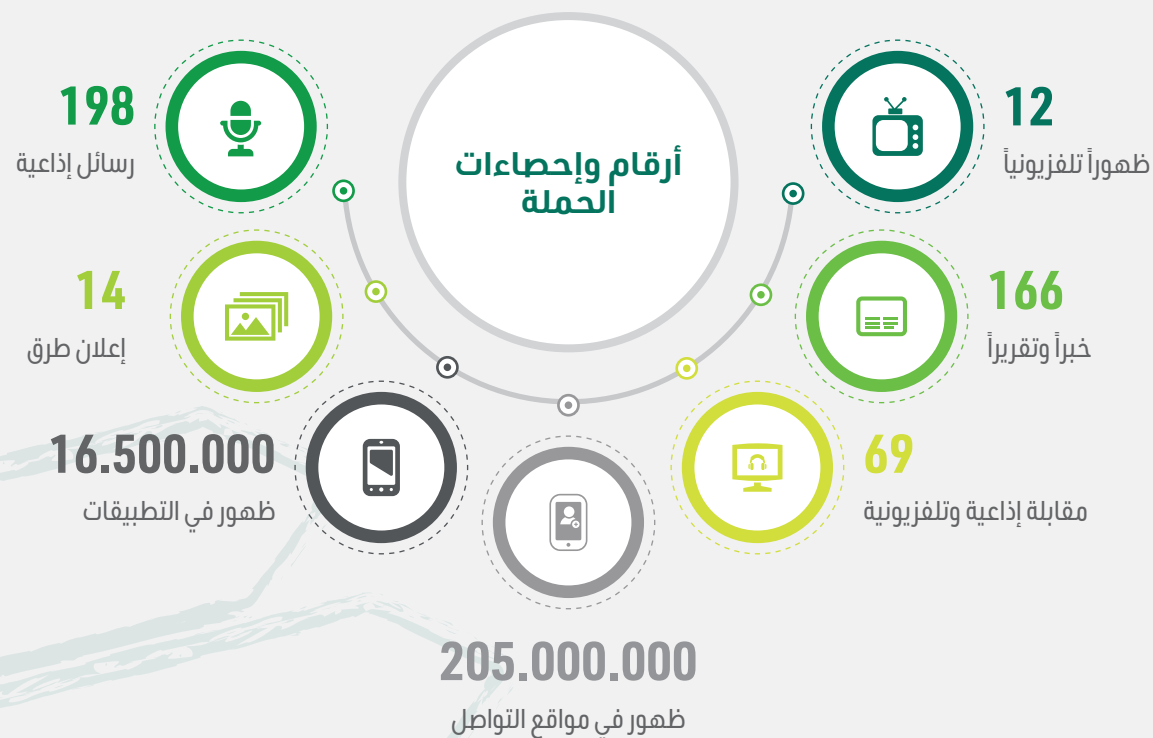 أرقام وإحصاءات
الحملة
12
ظهوراً تلفزيونياً
166
خبراً وتقريراً
69
مقابلة إذاعية وتلفزيونية
205.000.000
ظهور في مواقع التواصل
16.500.000
ظهور في التطبيقات
14
إعلان طرق
198
رسائل إذاعية